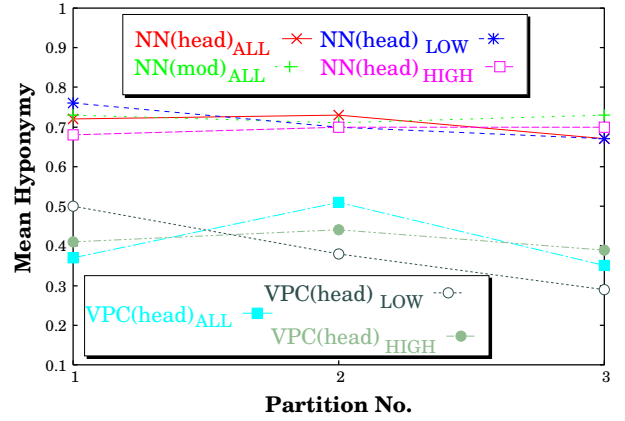 1
0.9
0.8
0.7
0.6
0.5
0.4
0.3
0.2
0.1
Mean Hyponymy
NN(head)ALL NN(head) LOW
NN(mod)ALL NN(head)HIGH
VPC(head) LOW
VPC(head)ALL
VPC(head) HIGH
1 2 3
Partition No.